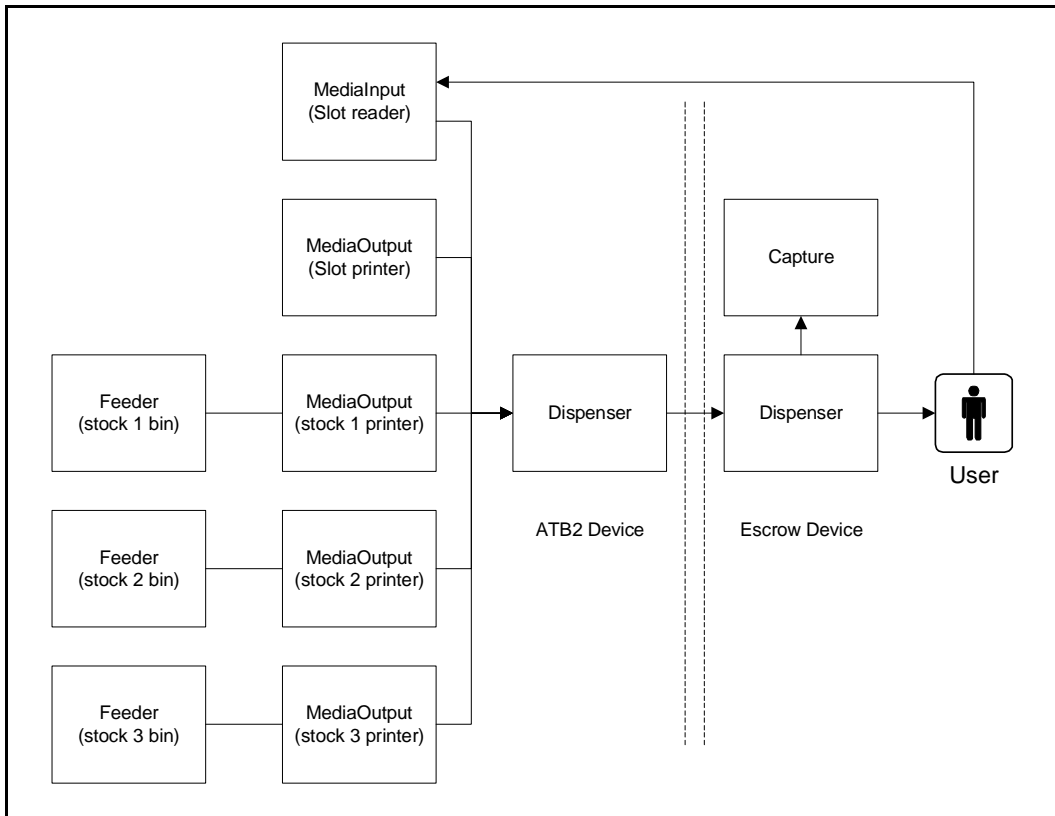 MediaInput
(Slot reader)
MediaOutput
(Slot printer)
Capture
Feeder
(stock 1 bin)
MediaOutput
(stock 1 printer)
Dispenser
Dispenser
User
ATB2 Device
Escrow Device
Feeder
(stock 2 bin)
MediaOutput
(stock 2 printer)
Feeder
(stock 3 bin)
MediaOutput
(stock 3 printer)